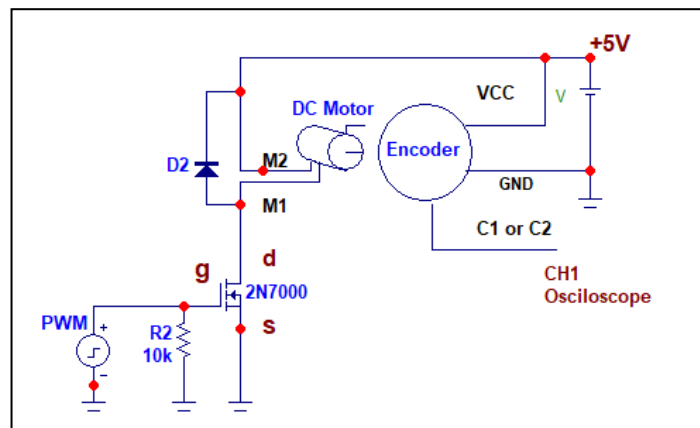 +5V
VCC
V
DC Motor
Encoder
D2
M2
GND
M1
C1 or C2
g
d
CH1
Osciloscope
2N7000
PWM
+
R2
10k
s
-